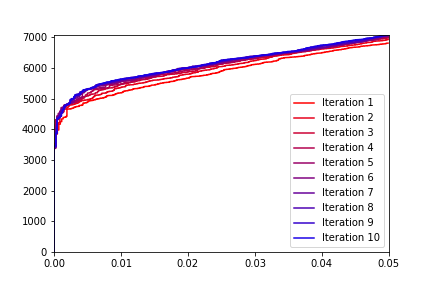 7000
6000
5000
4000
3000
2000
1000
0
0.00 0.01 0.02 0.03 0.04 0.05
Iteration 1
Iteration 2
Iteration 3
Iteration 4
Iteration 5
Iteration 6
Iteration 7
Iteration 8
Iteration 9
Iteration 10